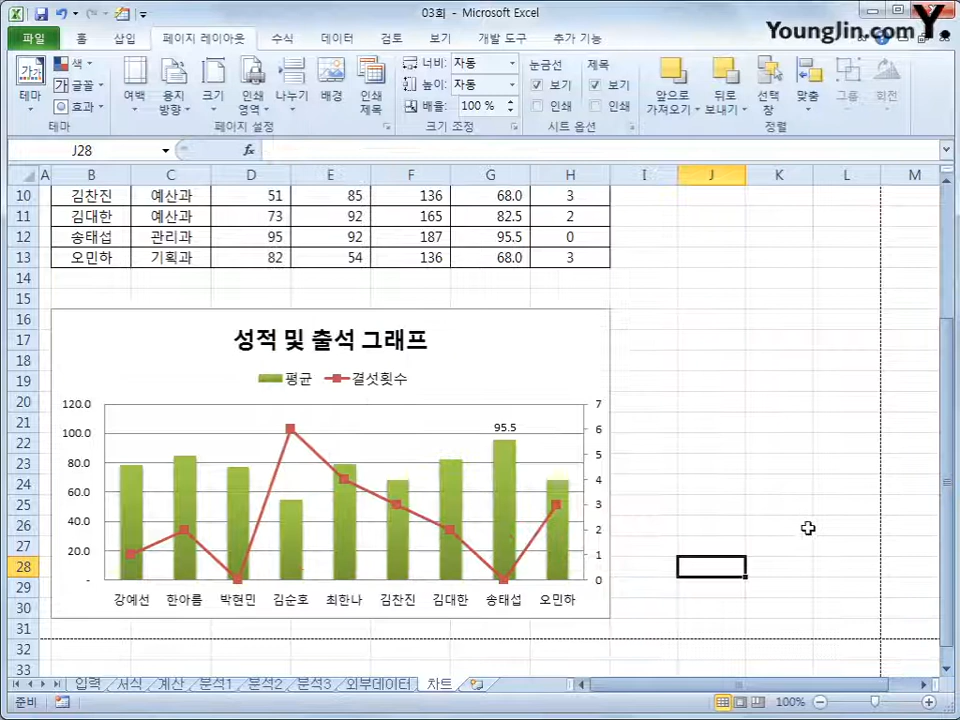 03회 - Microsoft Excel
Younglin.com Y.
파일 홈 삽입 페이지 레이아웃 수식 데이터 검토 보기 개발 도구 추가 기능
색 너비: 자동 눈금선 제목
글꼴 높이: 자동 보기 보기
효과 배율: 100 % 인쇄 인쇄
테마 여백 용지 방향 크기 인쇄 영역 나누기 배경 인쇄 제목 앞으로 가져오기 뒤로 보내기 선택 창 맞춤 그룹 회전
테마 페이지 설정 크기 조정 시트 옵션 정렬
J28 fx
A B C D E F G H I J K L M
10 김찬진 예산과 51 85 136 68.0 3
11 김대한 예산과 73 92 165 82.5 2
12 송태섭 관리과 95 92 187 95.5 0
13 오민하 기획과 82 54 136 68.0 3
14
15
16
17
18
19
20
21
22
23
24
25
26
27
28
29
30
31
32
33
성적 및 출석 그래프
평균 결섯횟수
120.0
100.0
80.0
60.0
40.0
20.0
-
95.5
7
6
5
4
3
2
1
0
강예선 한아름 박현민 김순호 최한나 김찬진 김대한 송태섭 오민하
입력 서식 계산 분석1 분석2 분석3 외부데이터 차트
준비 100%